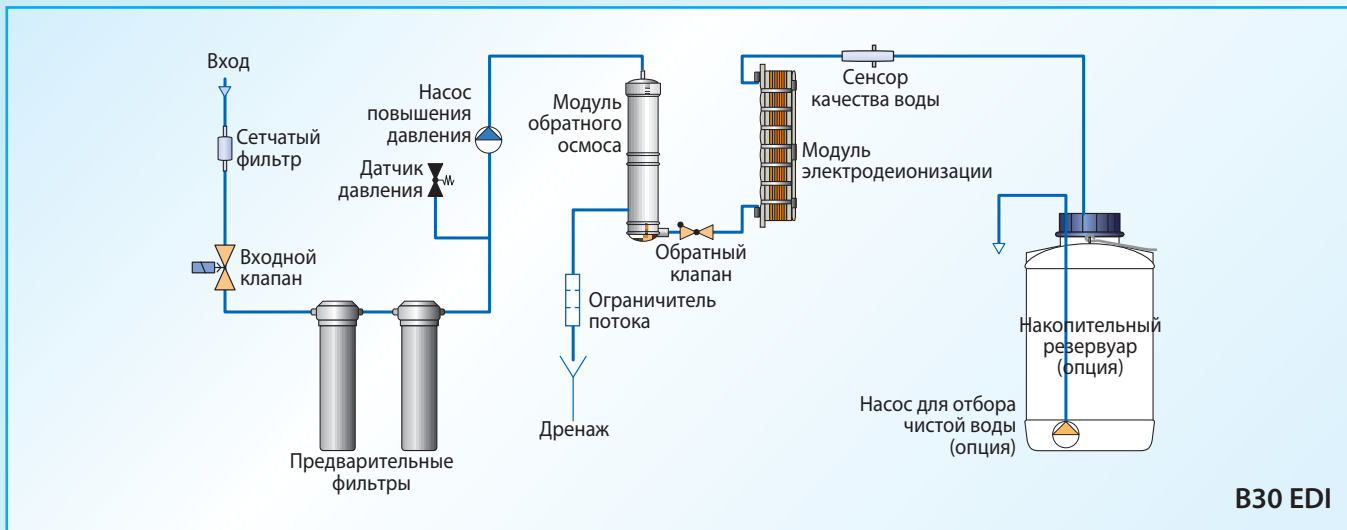 Вход
Сетчатый
фильтр
Входной
клапан
Предварительные
фильтры
Датчик
давления
Насос
повышения
давления
Модуль
обратного
осмоса
Обратный
клапан
Ограничитель
потока
Дренаж
Модуль
электродеионизации
Сенсор
качества воды
Накопительный
резервуар
(опция)
Насос для отбора
чистой воды
(опция)
B30 EDI